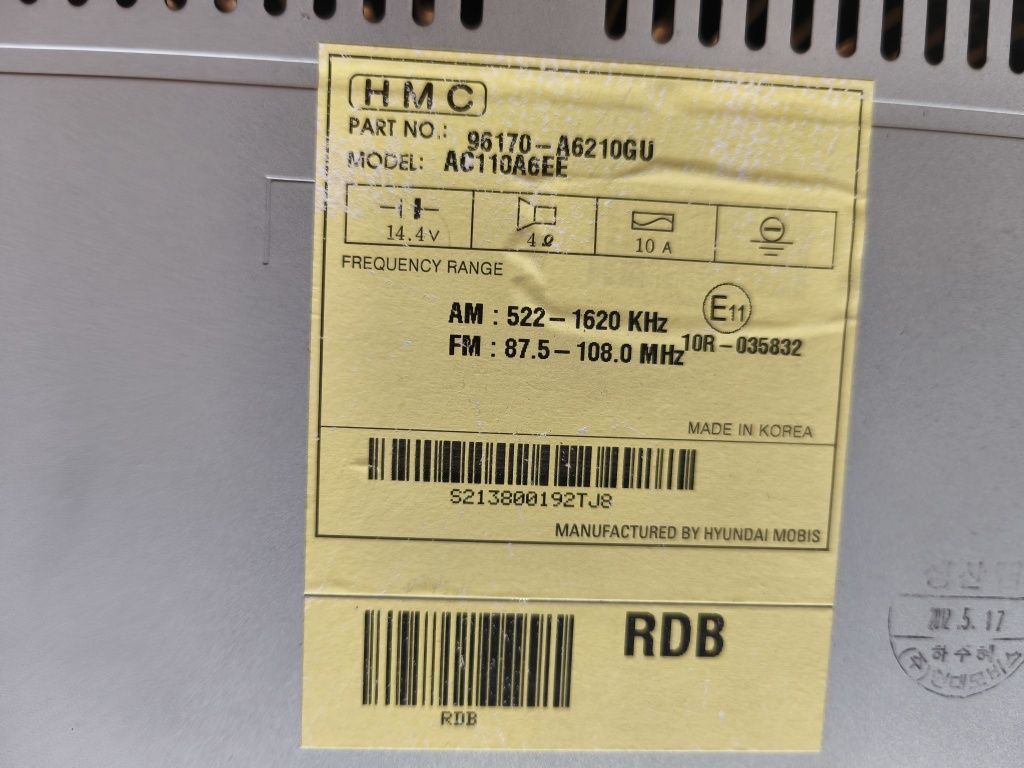 HMC
PART NO.: 96170-A6210GU
MODEL: AC110A6EE
14.4V
4Ω
10 A
FREQUENCY RANGE
AM : 522-1620 KHz
E11
FM : 87.5-108.0 MHz
10R-035832
MADE IN KOREA
S213800192TJ8
MANUFACTURED BY HYUNDAI MOBIS
RDB
RDB
2012.5.17